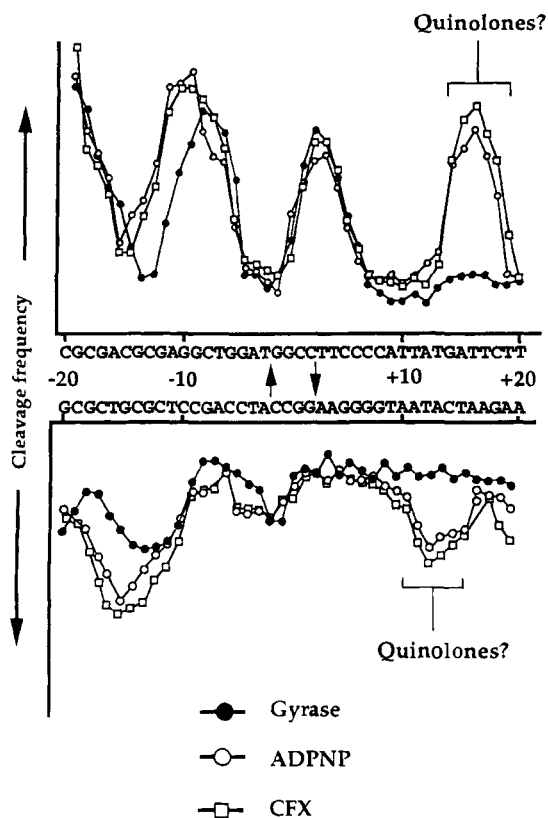 Quinolones?
Cleavage frequency
CGCGACGCGAGGCTGGATGGCCTTCCCCATTATGATTCTT
-20 -10 +10 +20
GCGCTGCGCTCCGACCTACCGGAAGGGGTAATACTAAGAA
Quinolones?
Gyrase
ADPNP
CFX